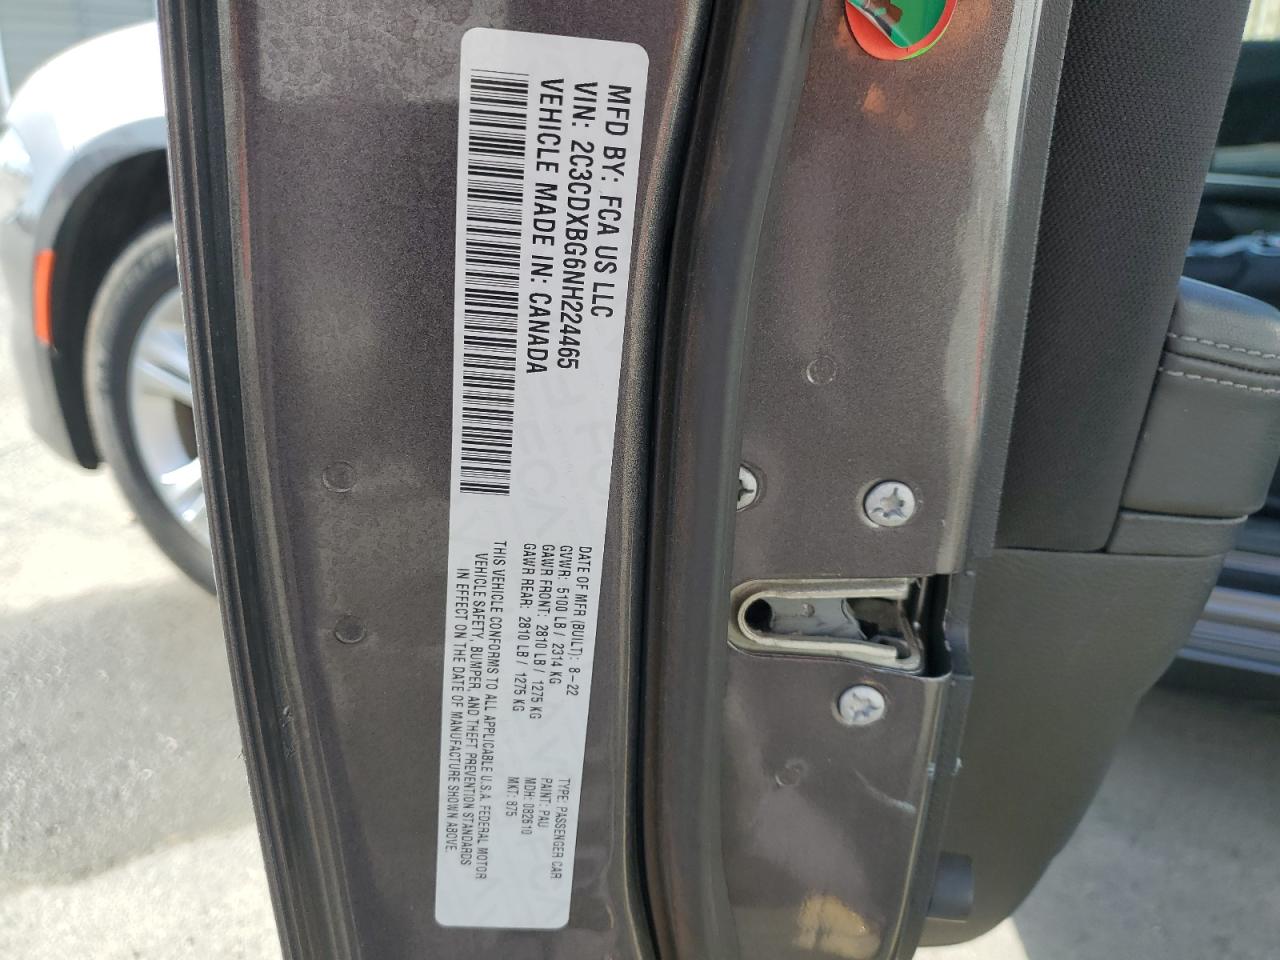 MFD BY: FCA US LLC
VIN: 2C3CDXBG6NH224465
VEHICLE MADE IN: CANADA
DATE OF MFR (BUILT): 8-22
GVWR: 5100 LB / 2314 KG
GAWR FRONT: 2810 LB / 1275 KG
GAWR REAR: 2810 LB / 1275 KG
TYPE: PASSENGER CAR
PAINT: PAU
MDH: 082610
MKT: 875
THIS VEHICLE CONFORMS TO ALL APPLICABLE U.S.A. FEDERAL MOTOR
VEHICLE SAFETY, BUMPER, AND THEFT PREVENTION STANDARDS
IN EFFECT ON THE DATE OF MANUFACTURE SHOWN ABOVE.